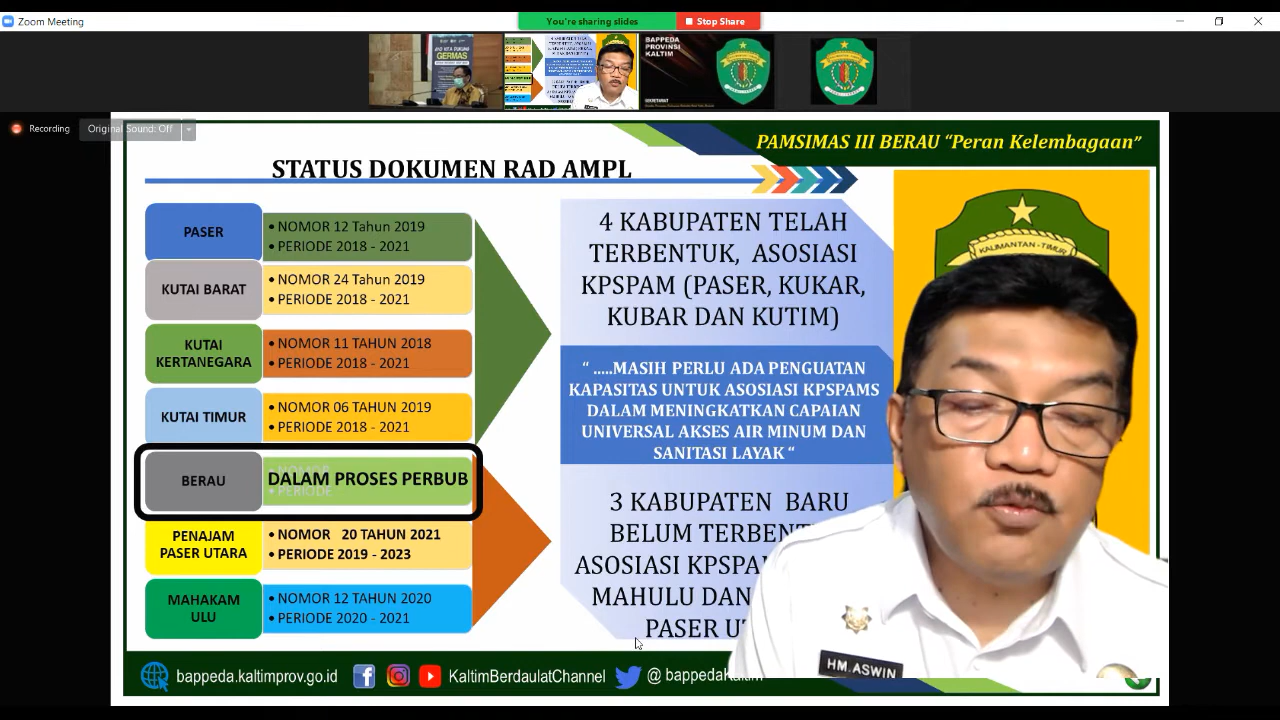 Zoom Meeting
You're sharing slides
Stop Share
GERMAS
BAPPEDA
PROVINSI
KALTIM
Recording
Original Sound: Off
PAMSIMAS III BERAU “Peran Kelembagaan”
STATUS DOKUMEN RAD AMPL
PASER
• NOMOR 12 Tahun 2019
• PERIODE 2018 - 2021
KUTAI BARAT
• NOMOR 24 Tahun 2019
• PERIODE 2018 - 2021
KUTAI
KERTANEGARA
• NOMOR 11 TAHUN 2018
• PERIODE 2018 - 2021
KUTAI TIMUR
• NOMOR 06 TAHUN 2019
• PERIODE 2018 - 2021
BERAU
• NOMOR
• PERIODE
DALAM PROSES PERBUB
PENAJAM
PASER UTARA
• NOMOR 20 TAHUN 2021
• PERIODE 2019 - 2023
MAHAKAM
ULU
• NOMOR 12 TAHUN 2020
• PERIODE 2020 - 2021
4 KABUPATEN TELAH
TERBENTUK, ASOSIASI
KPSPAM (PASER, KUKAR,
KUBAR DAN KUTIM)
“ .....MASIH PERLU ADA PENGUATAN
KAPASITAS UNTUK ASOSIASI KPSPAMS
DALAM MENINGKATKAN CAPAIAN
UNIVERSAL AKSES AIR MINUM DAN
SANITASI LAYAK “
3 KABUPATEN BARU
BELUM
ASOSIASI
MAHULU DAN
PASER
KALIMANTAN - TIMUR
HM.ASWIN
bappeda.kaltimprov.go.id
KaltimBerdaulatChannel
@ bappedaKaltim